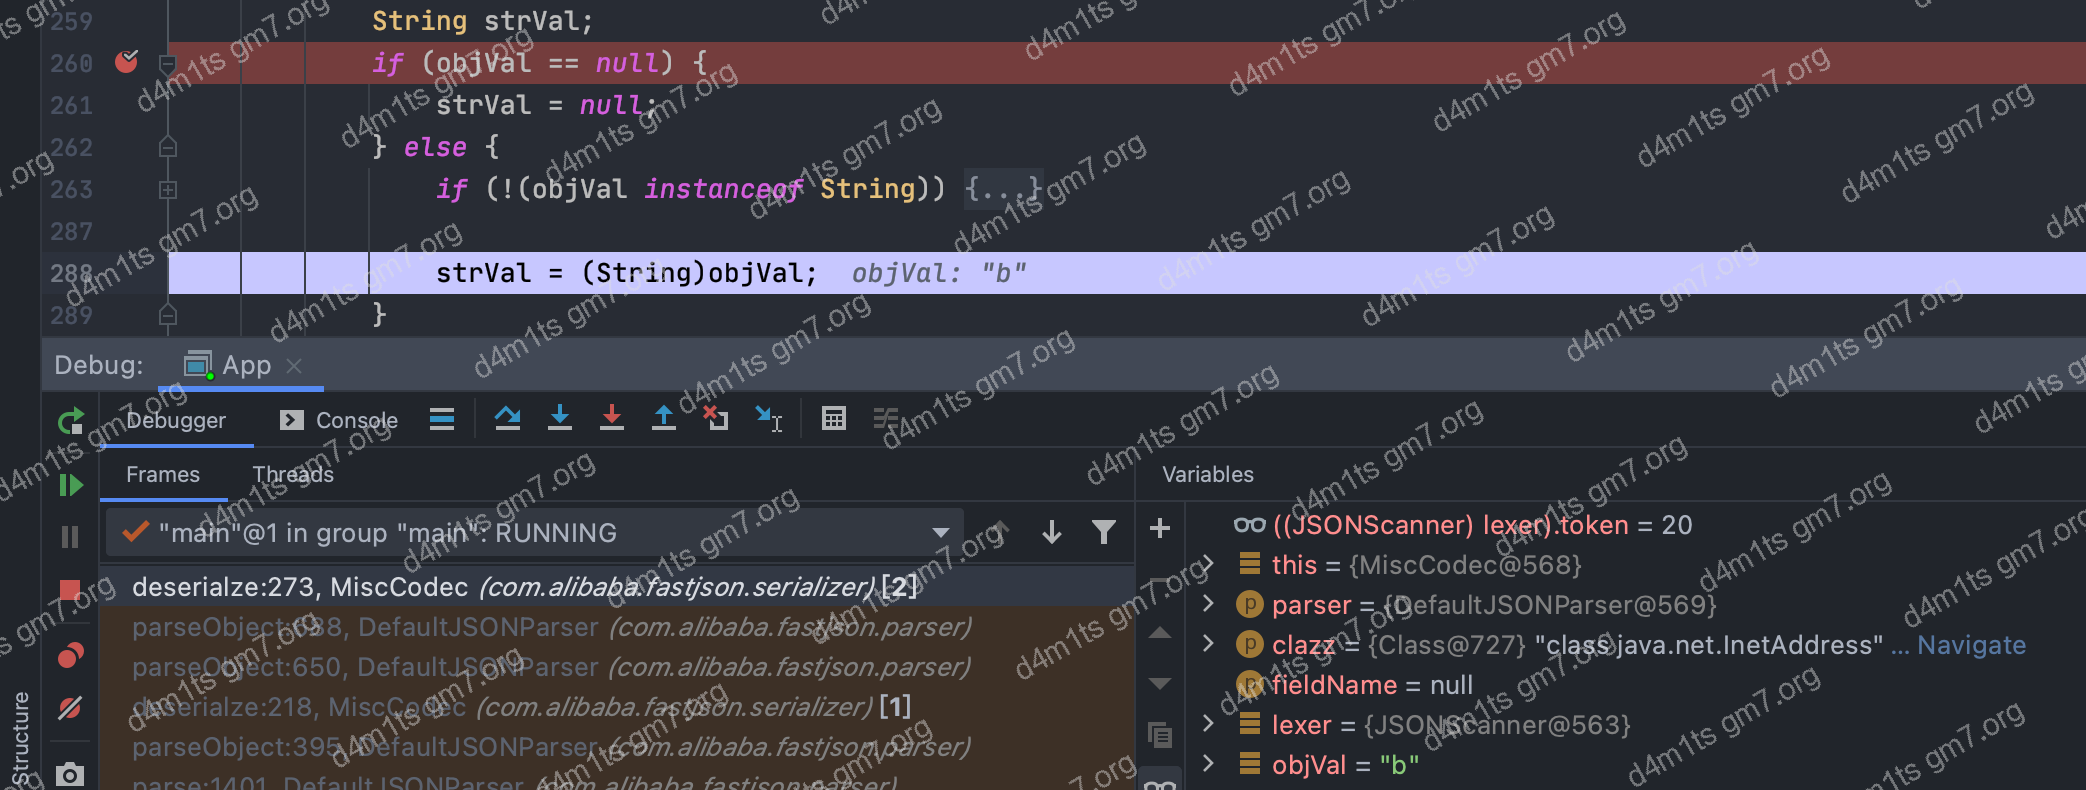 259 String strVal;
260 if (objVal == null) {
261 strVal = null;
262 } else {
263 if (!(objVal instanceof String)) {...}
287
288 strVal = (String)objVal; objVal: "b"
289 }
Debug: App
Debugger Console
Frames Threads
"main"@1 in group "main": RUNNING
deserialze:273, MiscCodec (com.alibaba.fastjson.serializer) [2]
parseObject:688, DefaultJSONParser (com.alibaba.fastjson.parser)
parseObject:650, DefaultJSONParser (com.alibaba.fastjson.parser)
deserialze:218, MiscCodec (com.alibaba.fastjson.serializer) [1]
parseObject:395, DefaultJSONParser (com.alibaba.fastjson.parser)
parse:1401, DefaultJSONParser (com.alibaba.fastjson.parser)
Variables
((JSONScanner) lexer).token = 20
this = {MiscCodec@568}
parser = {DefaultJSONParser@569}
clazz = {Class@727} "class java.net.InetAddress" ... Navigate
fieldName = null
lexer = {JSONScanner@563}
objVal = "b"
Structure
d4m1ts gm7.org